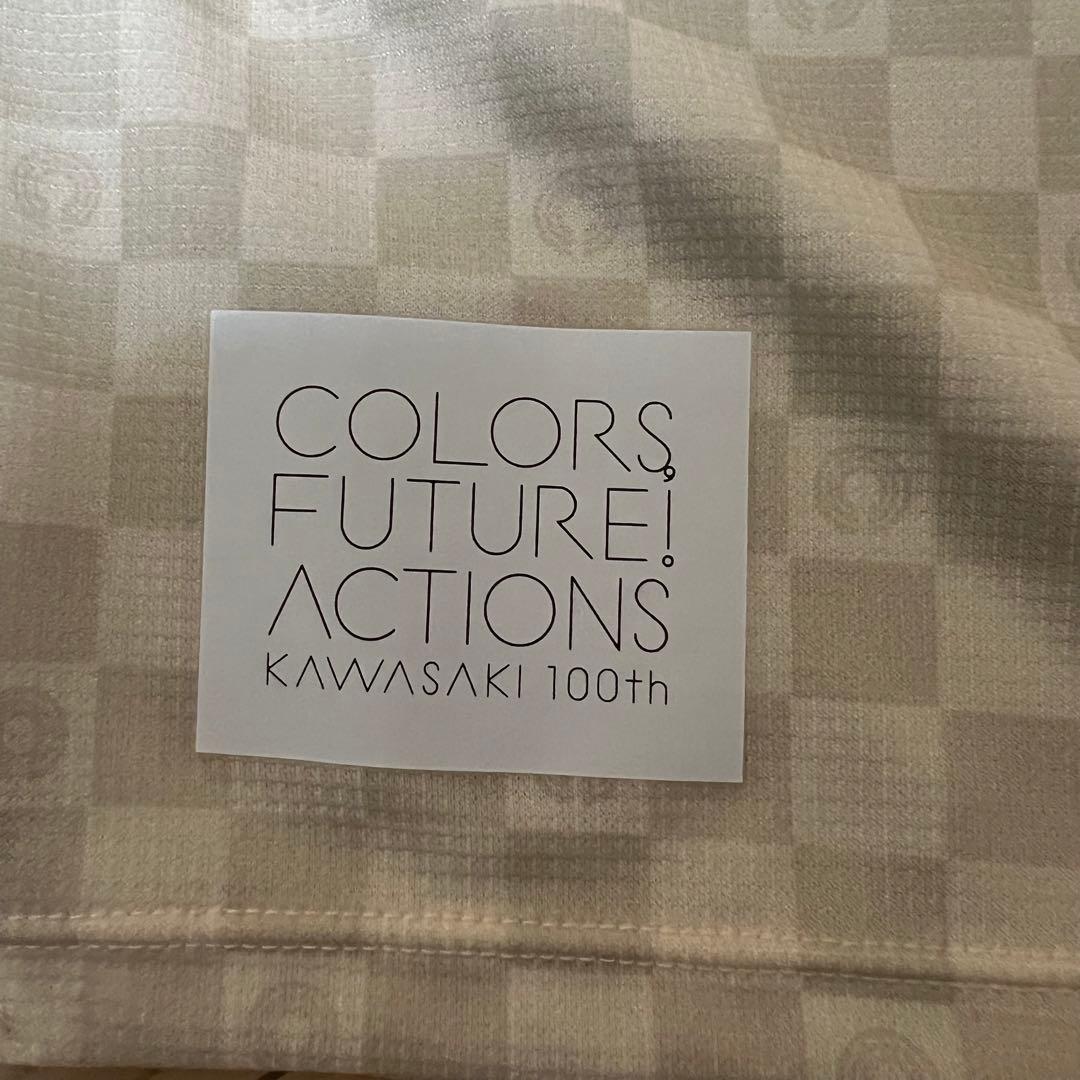 COLORS,
FUTURE!
ACTIONS
KAWASAKI 100th